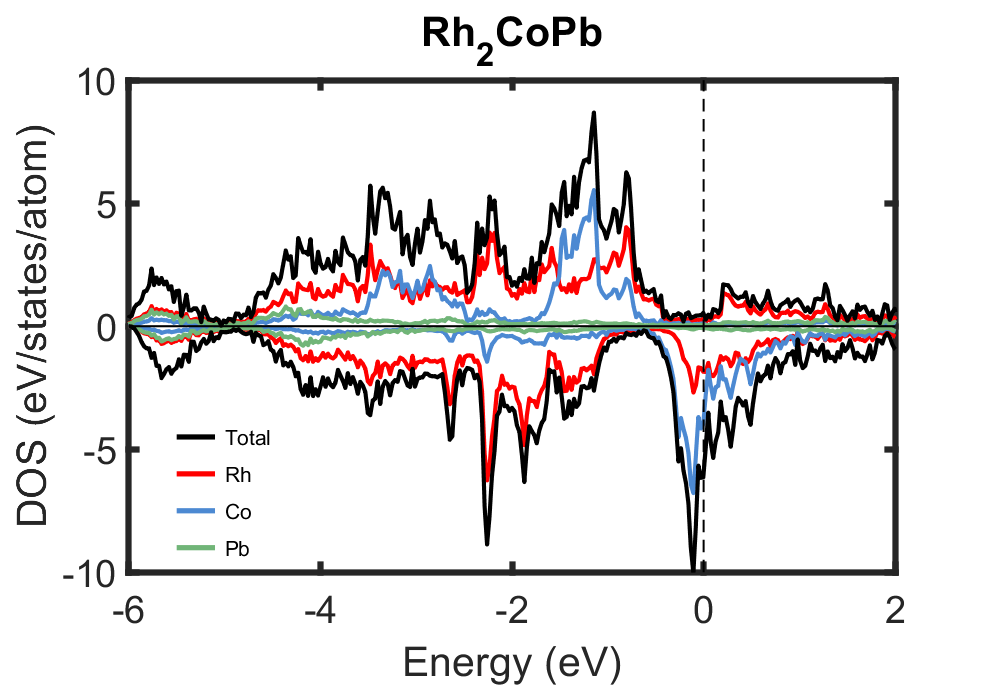 Rh₂CoPb
DOS (eV/states/atom)
10
5
0
-5
-10
Total
Rh
Co
Pb
-6 -4 -2 0 2
Energy (eV)